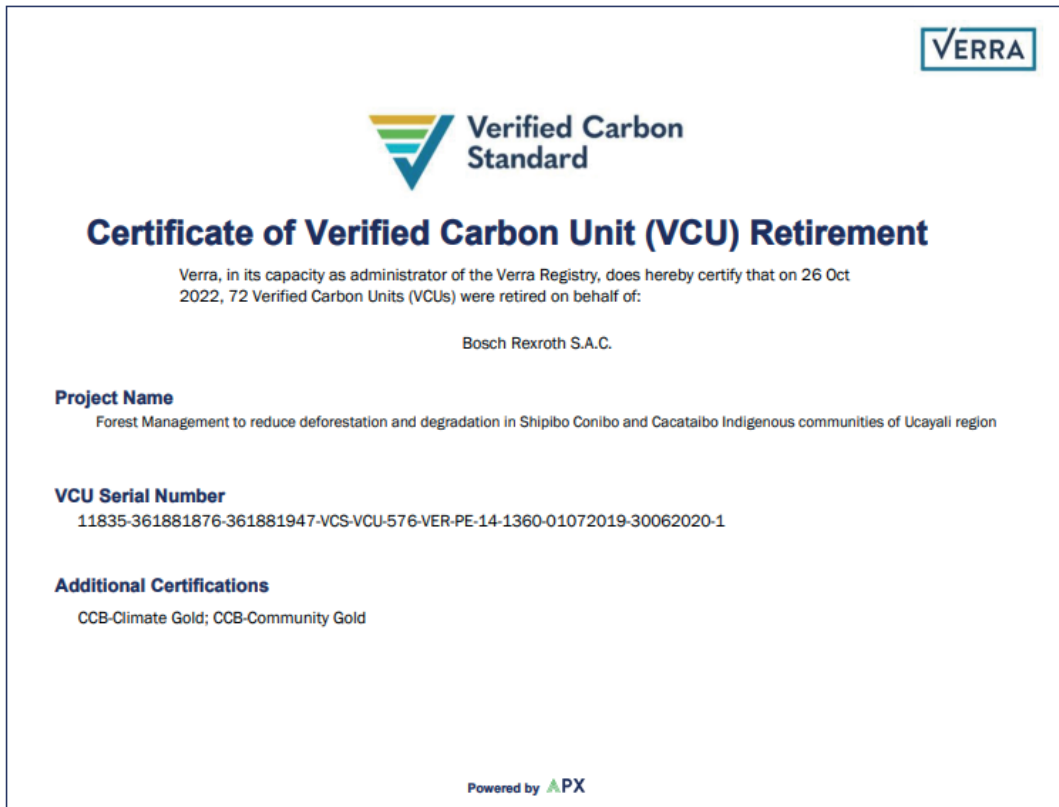 VERRA
Verified Carbon
Standard
Certificate of Verified Carbon Unit (VCU) Retirement
Verra, in its capacity as administrator of the Verra Registry, does hereby certify that on 26 Oct
2022, 72 Verified Carbon Units (VCUs) were retired on behalf of:
Bosch Rexroth S.A.C.
Project Name
Forest Management to reduce deforestation and degradation in Shipibo Conibo and Cacataibo Indigenous communities of Ucayali region
VCU Serial Number
11835-361881876-361881947-VCS-VCU-576-VER-PE-14-1360-01072019-30062020-1
Additional Certifications
CCB-Climate Gold; CCB-Community Gold
Powered by APX